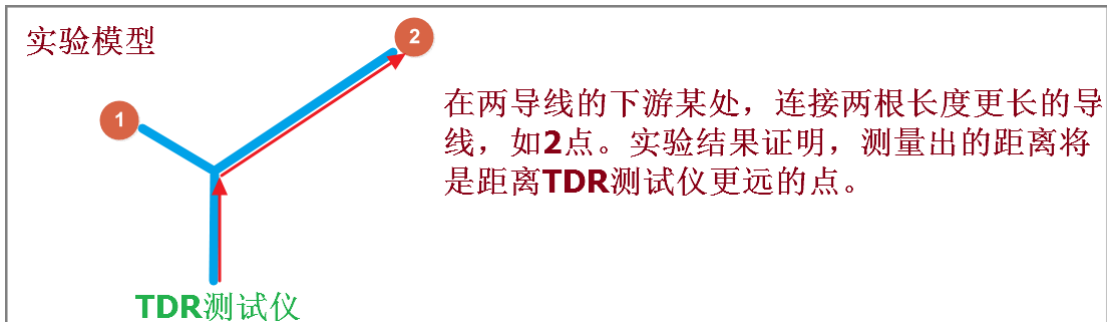 实验模型
2
1
在两导线的下游某处，连接两根长度更长的导
线，如2点。实验结果证明，测量出的距离将
是距离TDR测试仪更远的点。
TDR测试仪